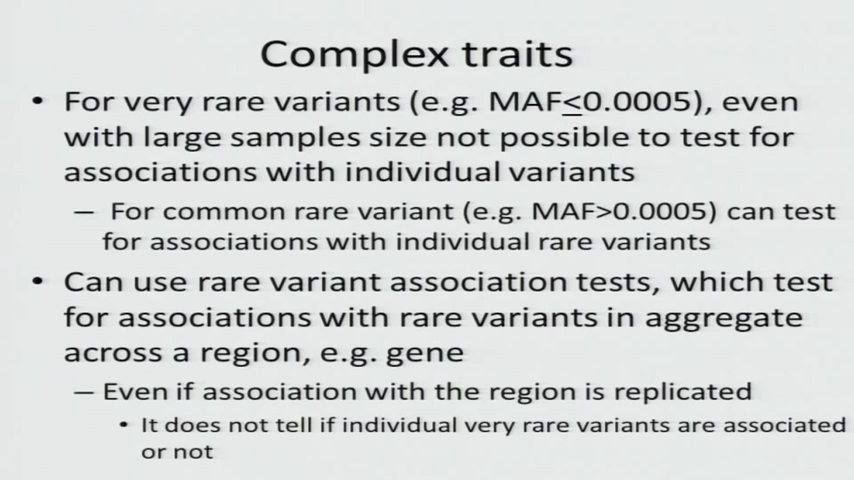 Complex traits
• For very rare variants (e.g. MAF≤0.0005), even
with large samples size not possible to test for
associations with individual variants
– For common rare variant (e.g. MAF>0.0005) can test
for associations with individual rare variants
• Can use rare variant association tests, which test
for associations with rare variants in aggregate
across a region, e.g. gene
– Even if association with the region is replicated
• It does not tell if individual very rare variants are associated
or not